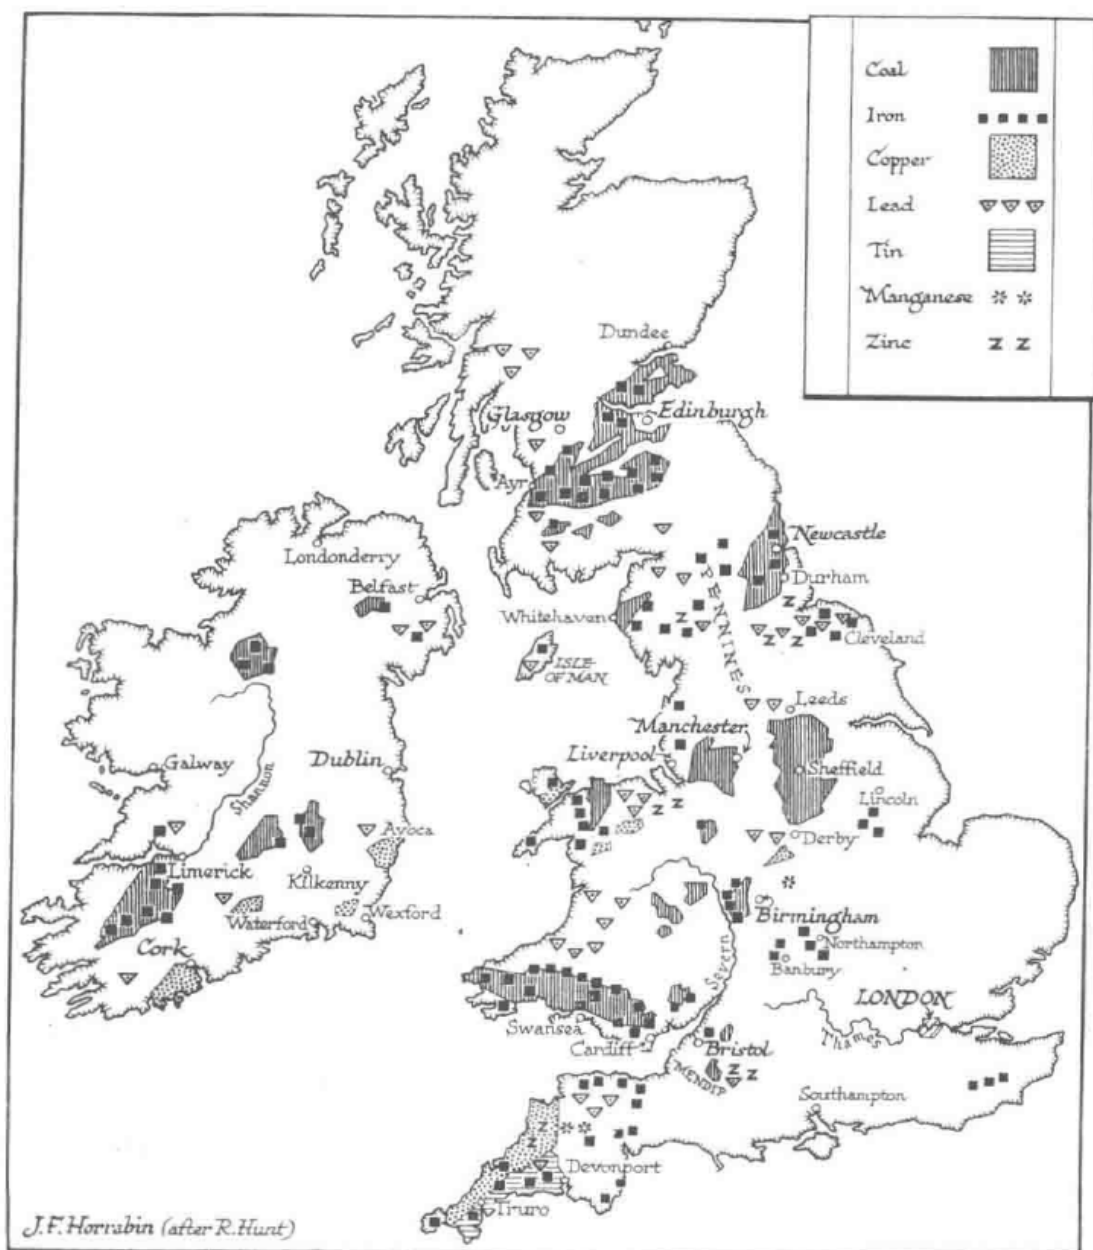 Coal
Iron
Copper
Lead
Tin
Manganese
Zinc
Dundee
Glasgow
Edinburgh
Ayr
Newcastle
Londonderry
Belfast
Durham
PENNINES
Whitehaven
Cleveland
ISLE
OF MAN
Leeds
Manchester
Liverpool
Sheffield
Galway
Shannon
Dublin
Lincoln
Avoca
Derby
Limerick
Kilkenny
Waterford
Wexford
Birmingham
Northampton
Cork
Banbury
Severn
LONDON
Swansea
Cardiff
Bristol
Thames
MENDIP
Southampton
Devonport
Truro
J.F. Horrabin (after R. Hunt)